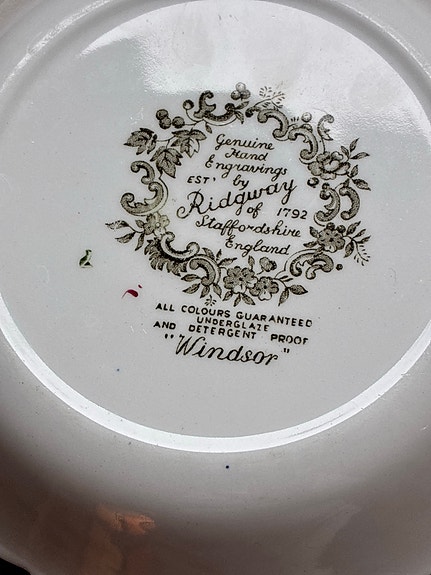 Genuine
Hand
Engravings
EST' by
Ridgway
of 1792
Staffordshire
England
ALL COLOURS GUARANTEED
UNDERGLAZE
AND DETERGENT PROOF
"Windsor"